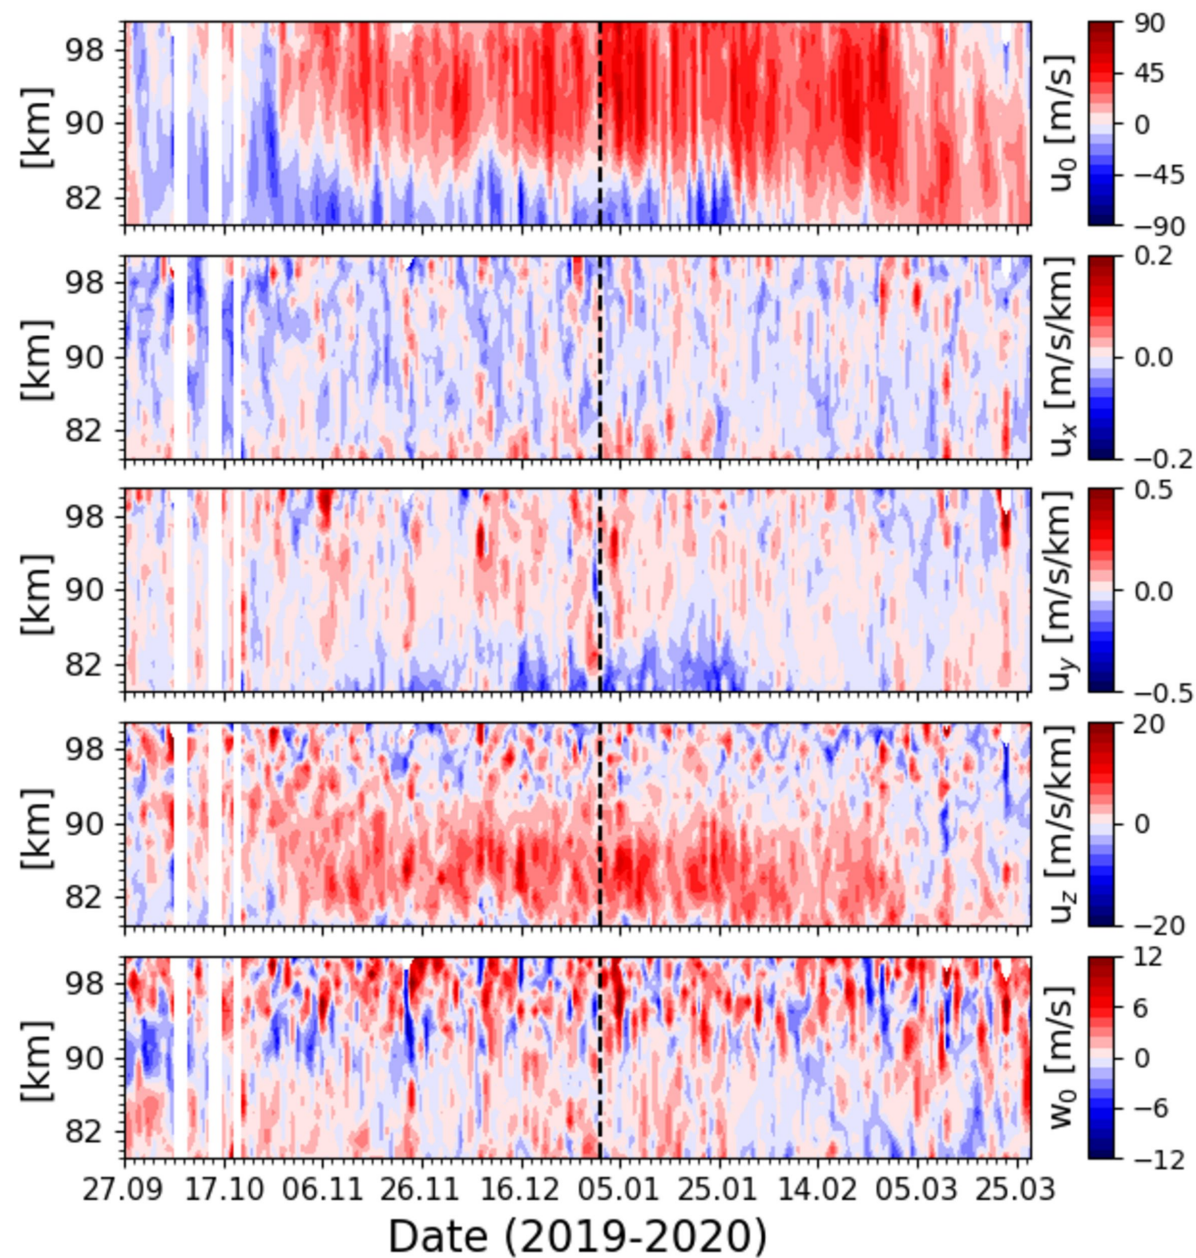 98
90
82
[km]
90
45
0
−45
−90
u0 [m/s]
98
90
82
[km]
0.2
0.0
−0.2
ux [m/s/km]
98
90
82
[km]
0.5
0.0
−0.5
uy [m/s/km]
98
90
82
[km]
20
0
−20
uz [m/s/km]
98
90
82
[km]
12
6
0
−6
−12
w0 [m/s]
27.09 17.10 06.11 26.11 16.12 05.01 25.01 14.02 05.03 25.03
Date (2019-2020)